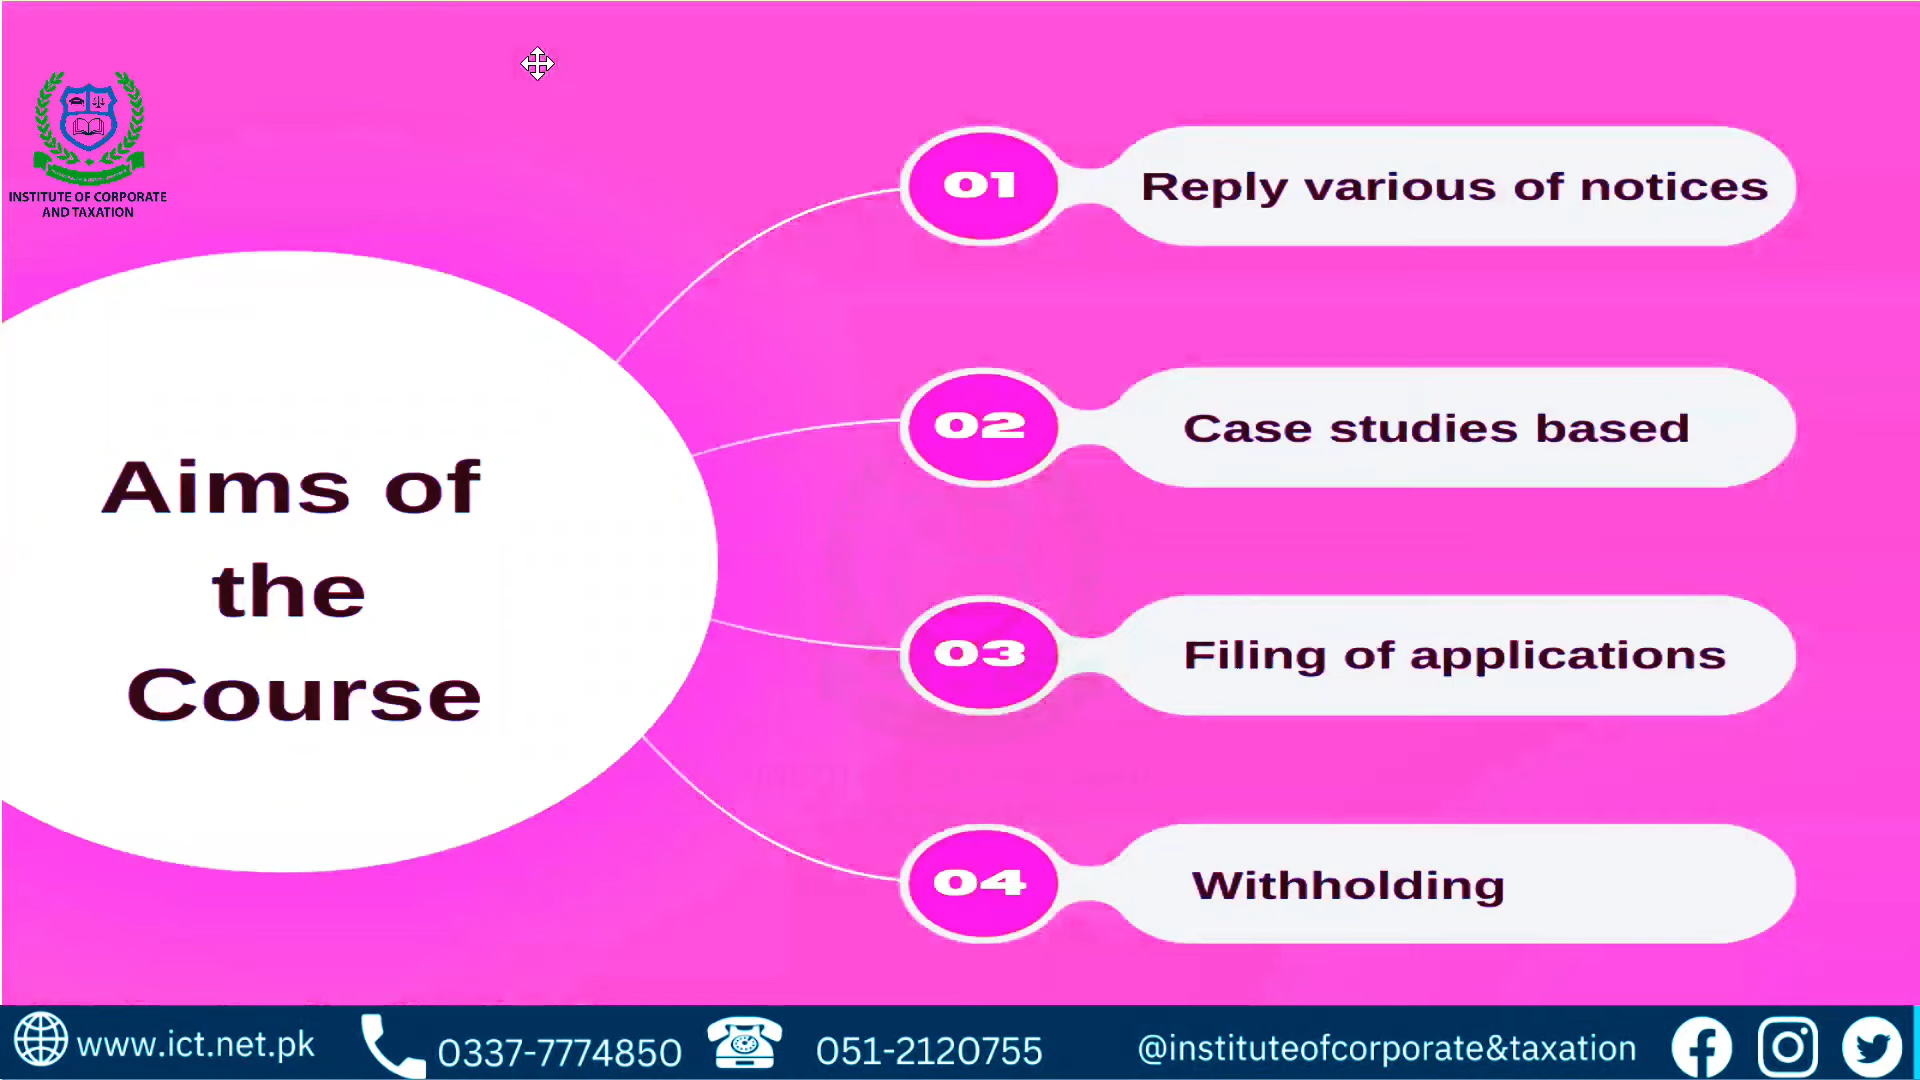 INSTITUTE OF CORPORATE
AND TAXATION
Aims of
the
Course
01
Reply various of notices
02
Case studies based
03
Filing of applications
04
Withholding
www.ict.net.pk
0337-7774850
051-2120755
@instituteofcorporate&taxation